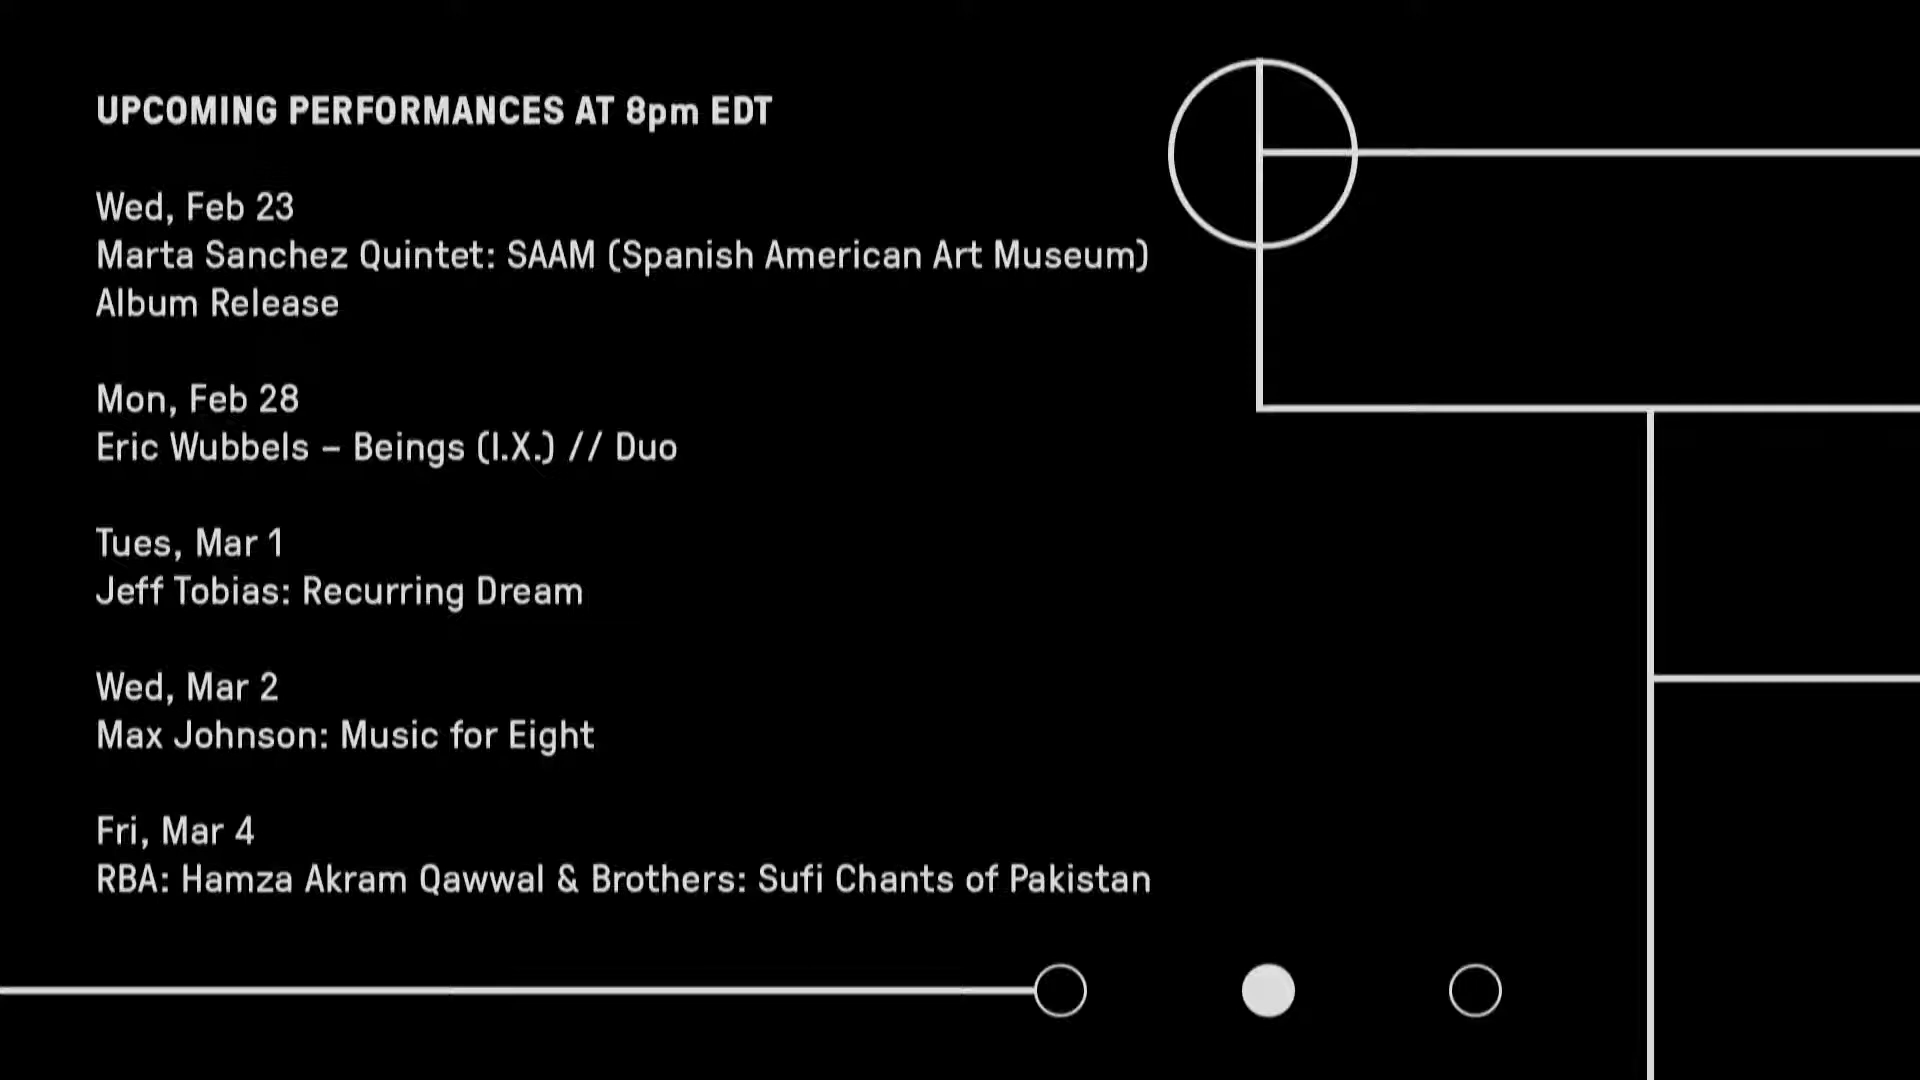 UPCOMING PERFORMANCES AT 8pm EDT
Wed, Feb 23
Marta Sanchez Quintet: SAAM (Spanish American Art Museum)
Album Release
Mon, Feb 28
Eric Wubbels – Beings (I.X.) // Duo
Tues, Mar 1
Jeff Tobias: Recurring Dream
Wed, Mar 2
Max Johnson: Music for Eight
Fri, Mar 4
RBA: Hamza Akram Qawwal & Brothers: Sufi Chants of Pakistan